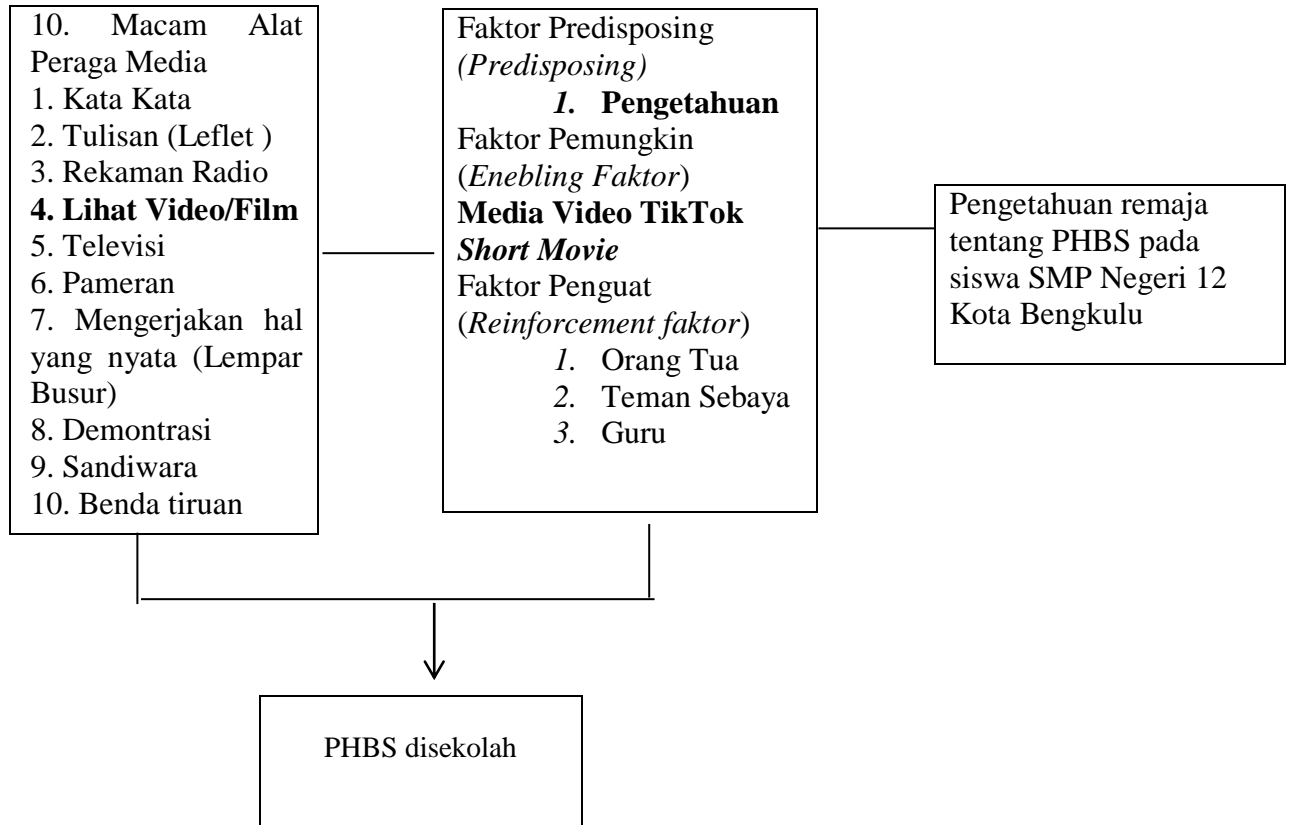 10. Macam Alat
Peraga Media
1. Kata Kata
2. Tulisan (Leflet )
3. Rekaman Radio
4. Lihat Video/Film
5. Televisi
6. Pameran
7. Mengerjakan hal
yang nyata (Lempar
Busur)
8. Demontrasi
9. Sandiwara
10. Benda tiruan
Faktor Predisposing
(Predisposing)
1. Pengetahuan
Faktor Pemungkin
(Enebling Faktor)
Media Video TikTok
Short Movie
Faktor Penguat
(Reinforcement faktor)
1. Orang Tua
2. Teman Sebaya
3. Guru
Pengetahuan remaja
tentang PHBS pada
siswa SMP Negeri 12
Kota Bengkulu
PHBS disekolah